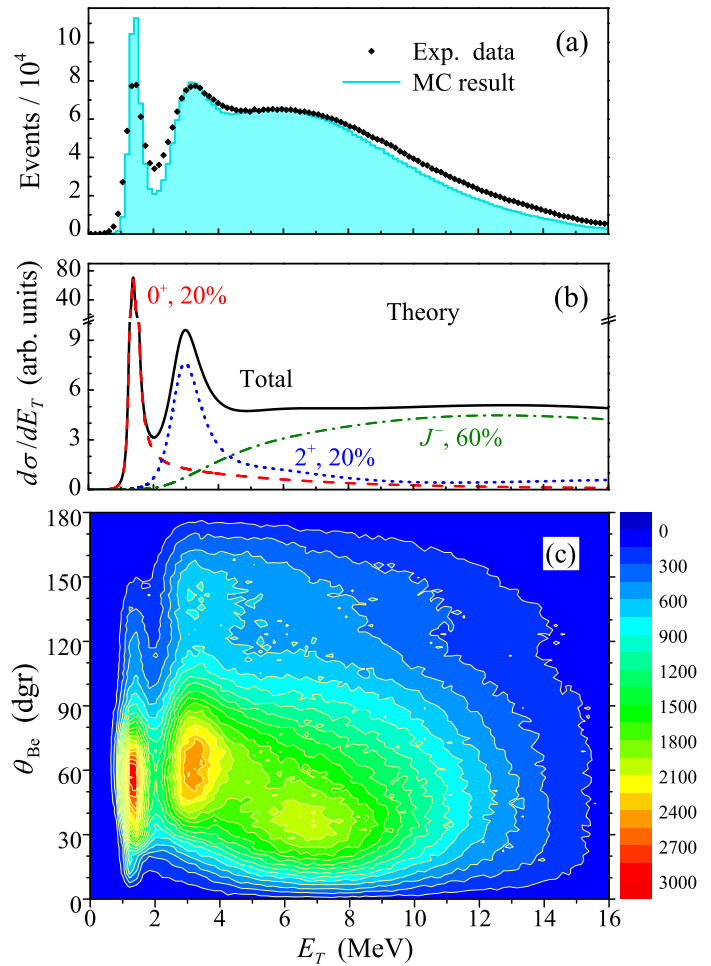 10
8
6
4
2
0
Events / 10⁴
(a)
Exp. data
MC result
80
40
9
6
3
0
dσ/dE_T (arb. units)
(b)
0⁺, 20%
Theory
Total
2⁺, 20%
J⁻, 60%
180
150
120
90
60
30
0
θ_Be (dgr)
(c)
0
300
600
900
1200
1500
1800
2100
2400
2700
3000
0 2 4 6 8 10 12 14 16
E_T (MeV)